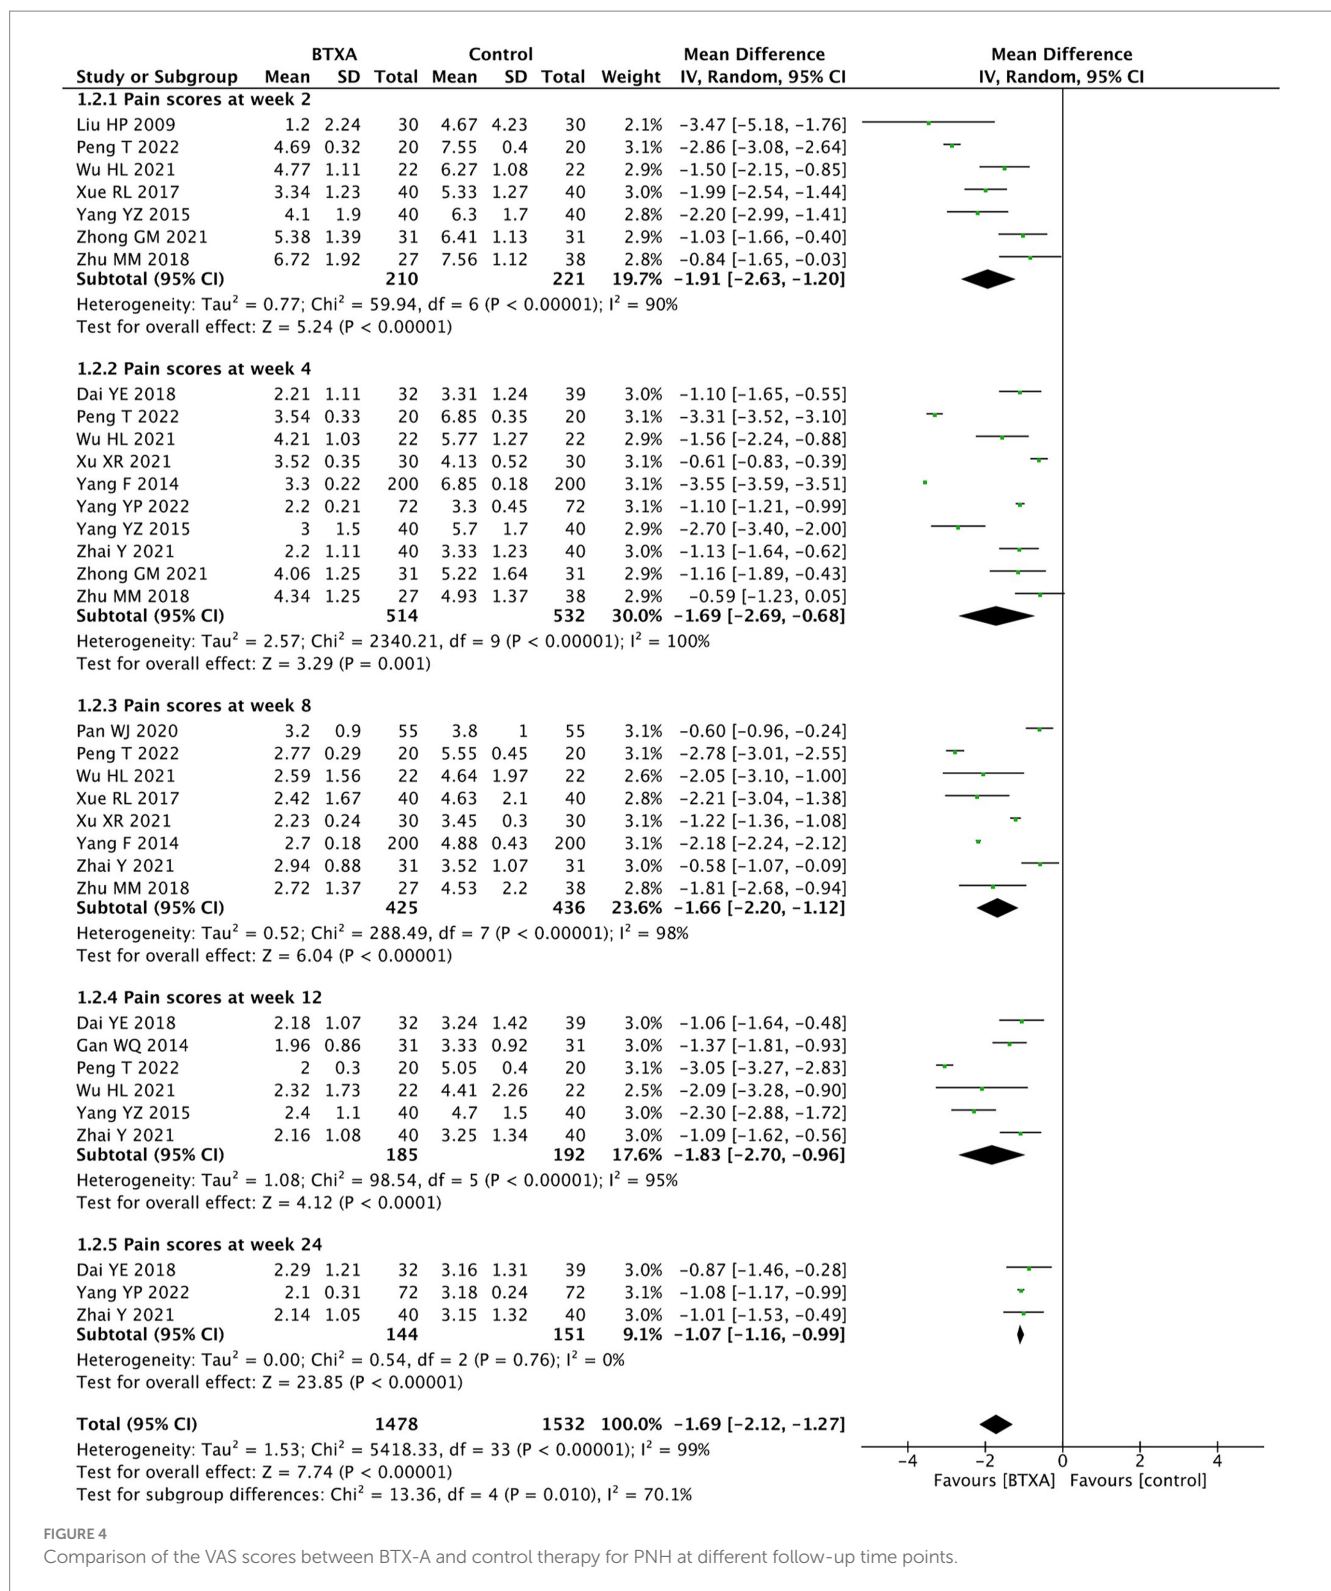 BTXA Control Mean Difference Mean Difference
Study or Subgroup Mean SD Total Mean SD Total Weight IV, Random, 95% CI IV, Random, 95% CI
1.2.1 Pain scores at week 2
Liu HP 2009 1.2 2.24 30 4.67 4.23 30 2.1% −3.47 [−5.18, −1.76]
Peng T 2022 4.69 0.32 20 7.55 0.4 20 3.1% −2.86 [−3.08, −2.64]
Wu HL 2021 4.77 1.11 22 6.27 1.08 22 2.9% −1.50 [−2.15, −0.85]
Xue RL 2017 3.34 1.23 40 5.33 1.27 40 3.0% −1.99 [−2.54, −1.44]
Yang YZ 2015 4.1 1.9 40 6.3 1.7 40 2.8% −2.20 [−2.99, −1.41]
Zhong GM 2021 5.38 1.39 31 6.41 1.13 31 2.9% −1.03 [−1.66, −0.40]
Zhu MM 2018 6.72 1.92 27 7.56 1.12 38 2.8% −0.84 [−1.65, −0.03]
Subtotal (95% CI) 210 221 19.7% −1.91 [−2.63, −1.20]
Heterogeneity: Tau² = 0.77; Chi² = 59.94, df = 6 (P < 0.00001); I² = 90%
Test for overall effect: Z = 5.24 (P < 0.00001)
1.2.2 Pain scores at week 4
Dai YE 2018 2.21 1.11 32 3.31 1.24 39 3.0% −1.10 [−1.65, −0.55]
Peng T 2022 3.54 0.33 20 6.85 0.35 20 3.1% −3.31 [−3.52, −3.10]
Wu HL 2021 4.21 1.03 22 5.77 1.27 22 2.9% −1.56 [−2.24, −0.88]
Xu XR 2021 3.52 0.35 30 4.13 0.52 30 3.1% −0.61 [−0.83, −0.39]
Yang F 2014 3.3 0.22 200 6.85 0.18 200 3.1% −3.55 [−3.59, −3.51]
Yang YP 2022 2.2 0.21 72 3.3 0.45 72 3.1% −1.10 [−1.21, −0.99]
Yang YZ 2015 3 1.5 40 5.7 1.7 40 2.9% −2.70 [−3.40, −2.00]
Zhai Y 2021 2.2 1.11 40 3.33 1.23 40 3.0% −1.13 [−1.64, −0.62]
Zhong GM 2021 4.06 1.25 31 5.22 1.64 31 2.9% −1.16 [−1.89, −0.43]
Zhu MM 2018 4.34 1.25 27 4.93 1.37 38 2.9% −0.59 [−1.23, 0.05]
Subtotal (95% CI) 514 532 30.0% −1.69 [−2.69, −0.68]
Heterogeneity: Tau² = 2.57; Chi² = 2340.21, df = 9 (P < 0.00001); I² = 100%
Test for overall effect: Z = 3.29 (P = 0.001)
1.2.3 Pain scores at week 8
Pan WJ 2020 3.2 0.9 55 3.8 1 55 3.1% −0.60 [−0.96, −0.24]
Peng T 2022 2.77 0.29 20 5.55 0.45 20 3.1% −2.78 [−3.01, −2.55]
Wu HL 2021 2.59 1.56 22 4.64 1.97 22 2.6% −2.05 [−3.10, −1.00]
Xue RL 2017 2.42 1.67 40 4.63 2.1 40 2.8% −2.21 [−3.04, −1.38]
Xu XR 2021 2.23 0.24 30 3.45 0.3 30 3.1% −1.22 [−1.36, −1.08]
Yang F 2014 2.7 0.18 200 4.88 0.43 200 3.1% −2.18 [−2.24, −2.12]
Zhai Y 2021 2.94 0.88 31 3.52 1.07 31 3.0% −0.58 [−1.07, −0.09]
Zhu MM 2018 2.72 1.37 27 4.53 2.2 38 2.8% −1.81 [−2.68, −0.94]
Subtotal (95% CI) 425 436 23.6% −1.66 [−2.20, −1.12]
Heterogeneity: Tau² = 0.52; Chi² = 288.49, df = 7 (P < 0.00001); I² = 98%
Test for overall effect: Z = 6.04 (P < 0.00001)
1.2.4 Pain scores at week 12
Dai YE 2018 2.18 1.07 32 3.24 1.42 39 3.0% −1.06 [−1.64, −0.48]
Gan WQ 2014 1.96 0.86 31 3.33 0.92 31 3.0% −1.37 [−1.81, −0.93]
Peng T 2022 2 0.3 20 5.05 0.4 20 3.1% −3.05 [−3.27, −2.83]
Wu HL 2021 2.32 1.73 22 4.41 2.26 22 2.5% −2.09 [−3.28, −0.90]
Yang YZ 2015 2.4 1.1 40 4.7 1.5 40 3.0% −2.30 [−2.88, −1.72]
Zhai Y 2021 2.16 1.08 40 3.25 1.34 40 3.0% −1.09 [−1.62, −0.56]
Subtotal (95% CI) 185 192 17.6% −1.83 [−2.70, −0.96]
Heterogeneity: Tau² = 1.08; Chi² = 98.54, df = 5 (P < 0.00001); I² = 95%
Test for overall effect: Z = 4.12 (P < 0.0001)
1.2.5 Pain scores at week 24
Dai YE 2018 2.29 1.21 32 3.16 1.31 39 3.0% −0.87 [−1.46, −0.28]
Yang YP 2022 2.1 0.31 72 3.18 0.24 72 3.1% −1.08 [−1.17, −0.99]
Zhai Y 2021 2.14 1.05 40 3.15 1.32 40 3.0% −1.01 [−1.53, −0.49]
Subtotal (95% CI) 144 151 9.1% −1.07 [−1.16, −0.99]
Heterogeneity: Tau² = 0.00; Chi² = 0.54, df = 2 (P = 0.76); I² = 0%
Test for overall effect: Z = 23.85 (P < 0.00001)
Total (95% CI) 1478 1532 100.0% −1.69 [−2.12, −1.27]
Heterogeneity: Tau² = 1.53; Chi² = 5418.33, df = 33 (P < 0.00001); I² = 99%
Test for overall effect: Z = 7.74 (P < 0.00001)
Test for subgroup differences: Chi² = 13.36, df = 4 (P = 0.010), I² = 70.1%
−4 −2 0 2 4
Favours [BTXA] Favours [control]
FIGURE 4
Comparison of the VAS scores between BTX-A and control therapy for PNH at different follow-up time points.